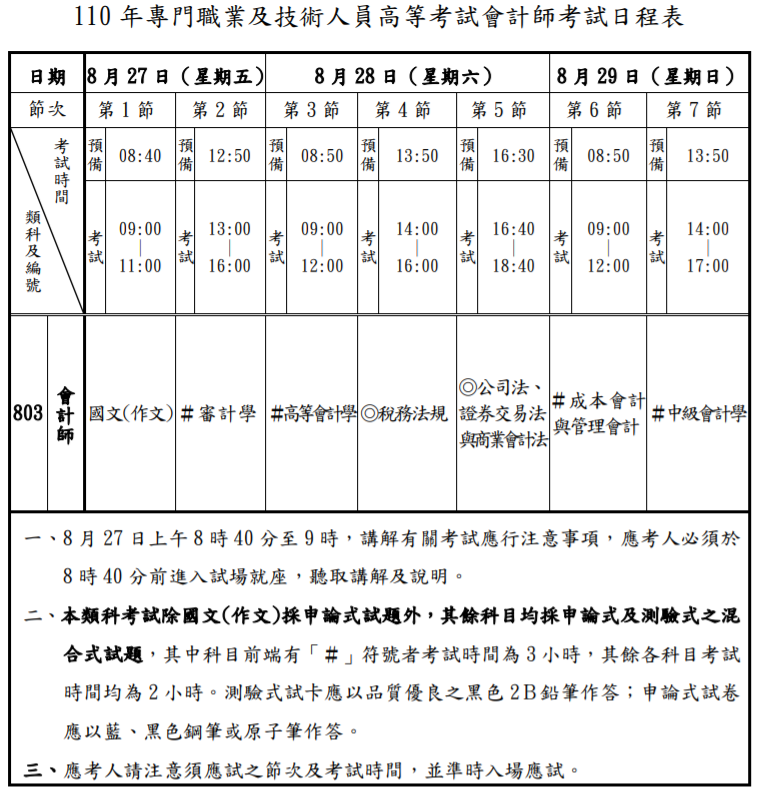 110 年專門職業及技術人員高等考試會計師考試日程表
日期 8 月 27 日（星期五） 8 月 28 日（星期六） 8 月 29 日（星期日）
節次 第 1 節 第 2 節 第 3 節 第 4 節 第 5 節 第 6 節 第 7 節
考試時間
類科及編號
預備 08:40 預備 12:50 預備 08:50 預備 13:50 預備 16:30 預備 08:50 預備 13:50
考試 09:00 | 11:00 考試 13:00 | 16:00 考試 09:00 | 12:00 考試 14:00 | 16:00 考試 16:40 | 18:40 考試 09:00 | 12:00 考試 14:00 | 17:00
803 會計師 國文(作文) ＃審計學 ＃高等會計學 ◎稅務法規 ◎公司法、證券交易法與商業會計法 ＃成本會計與管理會計 ＃中級會計學
一、8 月 27 日上午 8 時 40 分至 9 時，講解有關考試應行注意事項，應考人必須於
8 時 40 分前進入試場就座，聽取講解及說明。
二、本類科考試除國文(作文)採申論式試題外，其餘科目均採申論式及測驗式之混
合式試題，其中科目前端有「＃」符號者考試時間為 3 小時，其餘各科目考試
時間均為 2 小時。測驗式試卡應以品質優良之黑色 2B 鉛筆作答；申論式試卷
應以藍、黑色鋼筆或原子筆作答。
三、應考人請注意須應試之節次及考試時間，並準時入場應試。